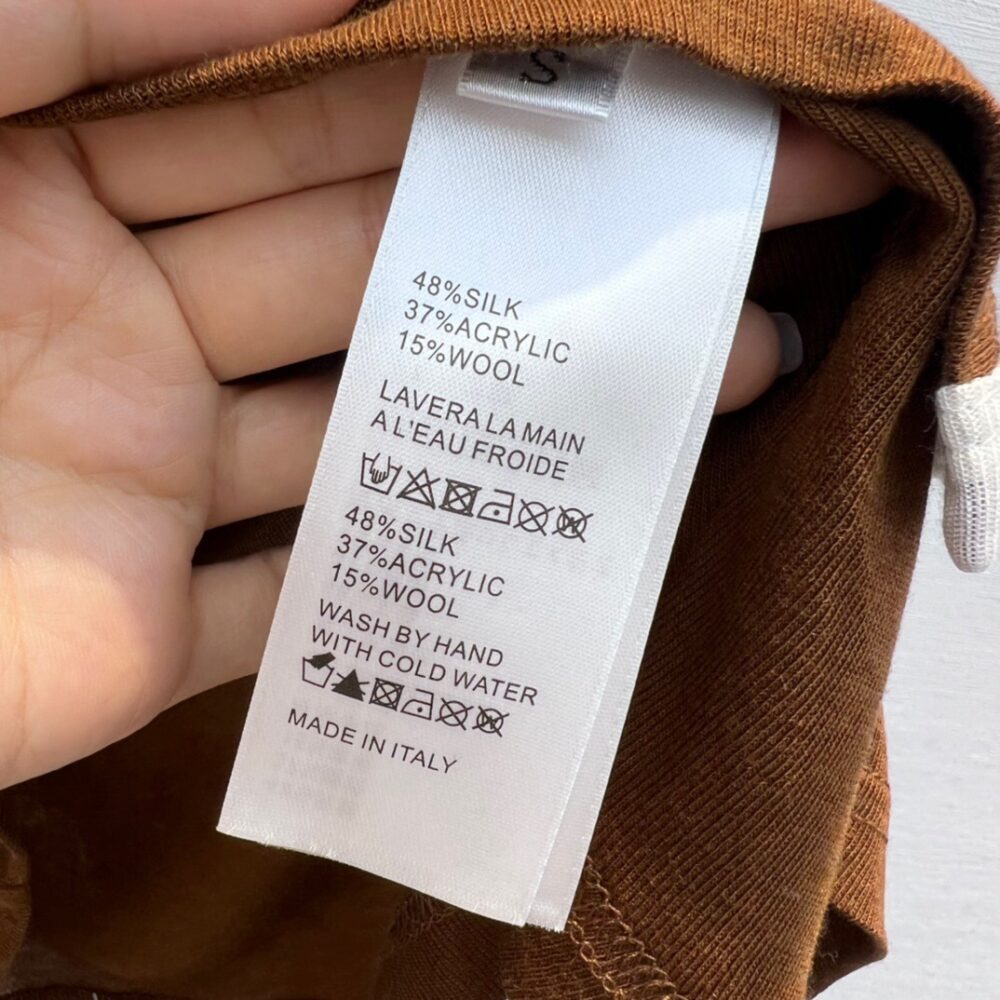 S
48%SILK
37%ACRYLIC
15%WOOL
LAVERA LA MAIN
A L'EAU FROIDE
48%SILK
37%ACRYLIC
15%WOOL
WASH BY HAND
WITH COLD WATER
MADE IN ITALY